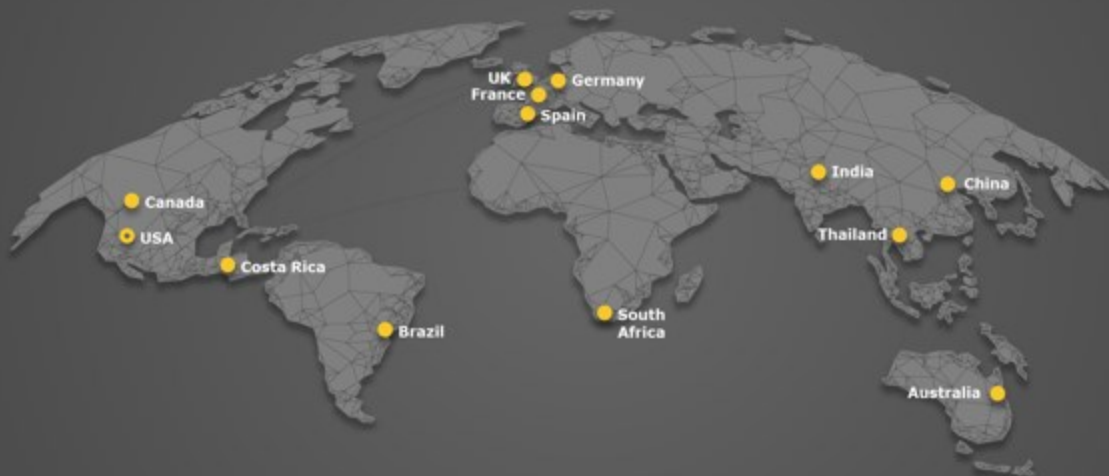 UK
Germany
France
Spain
India
China
Canada
Thailand
USA
Costa Rica
South
Africa
Brazil
Australia